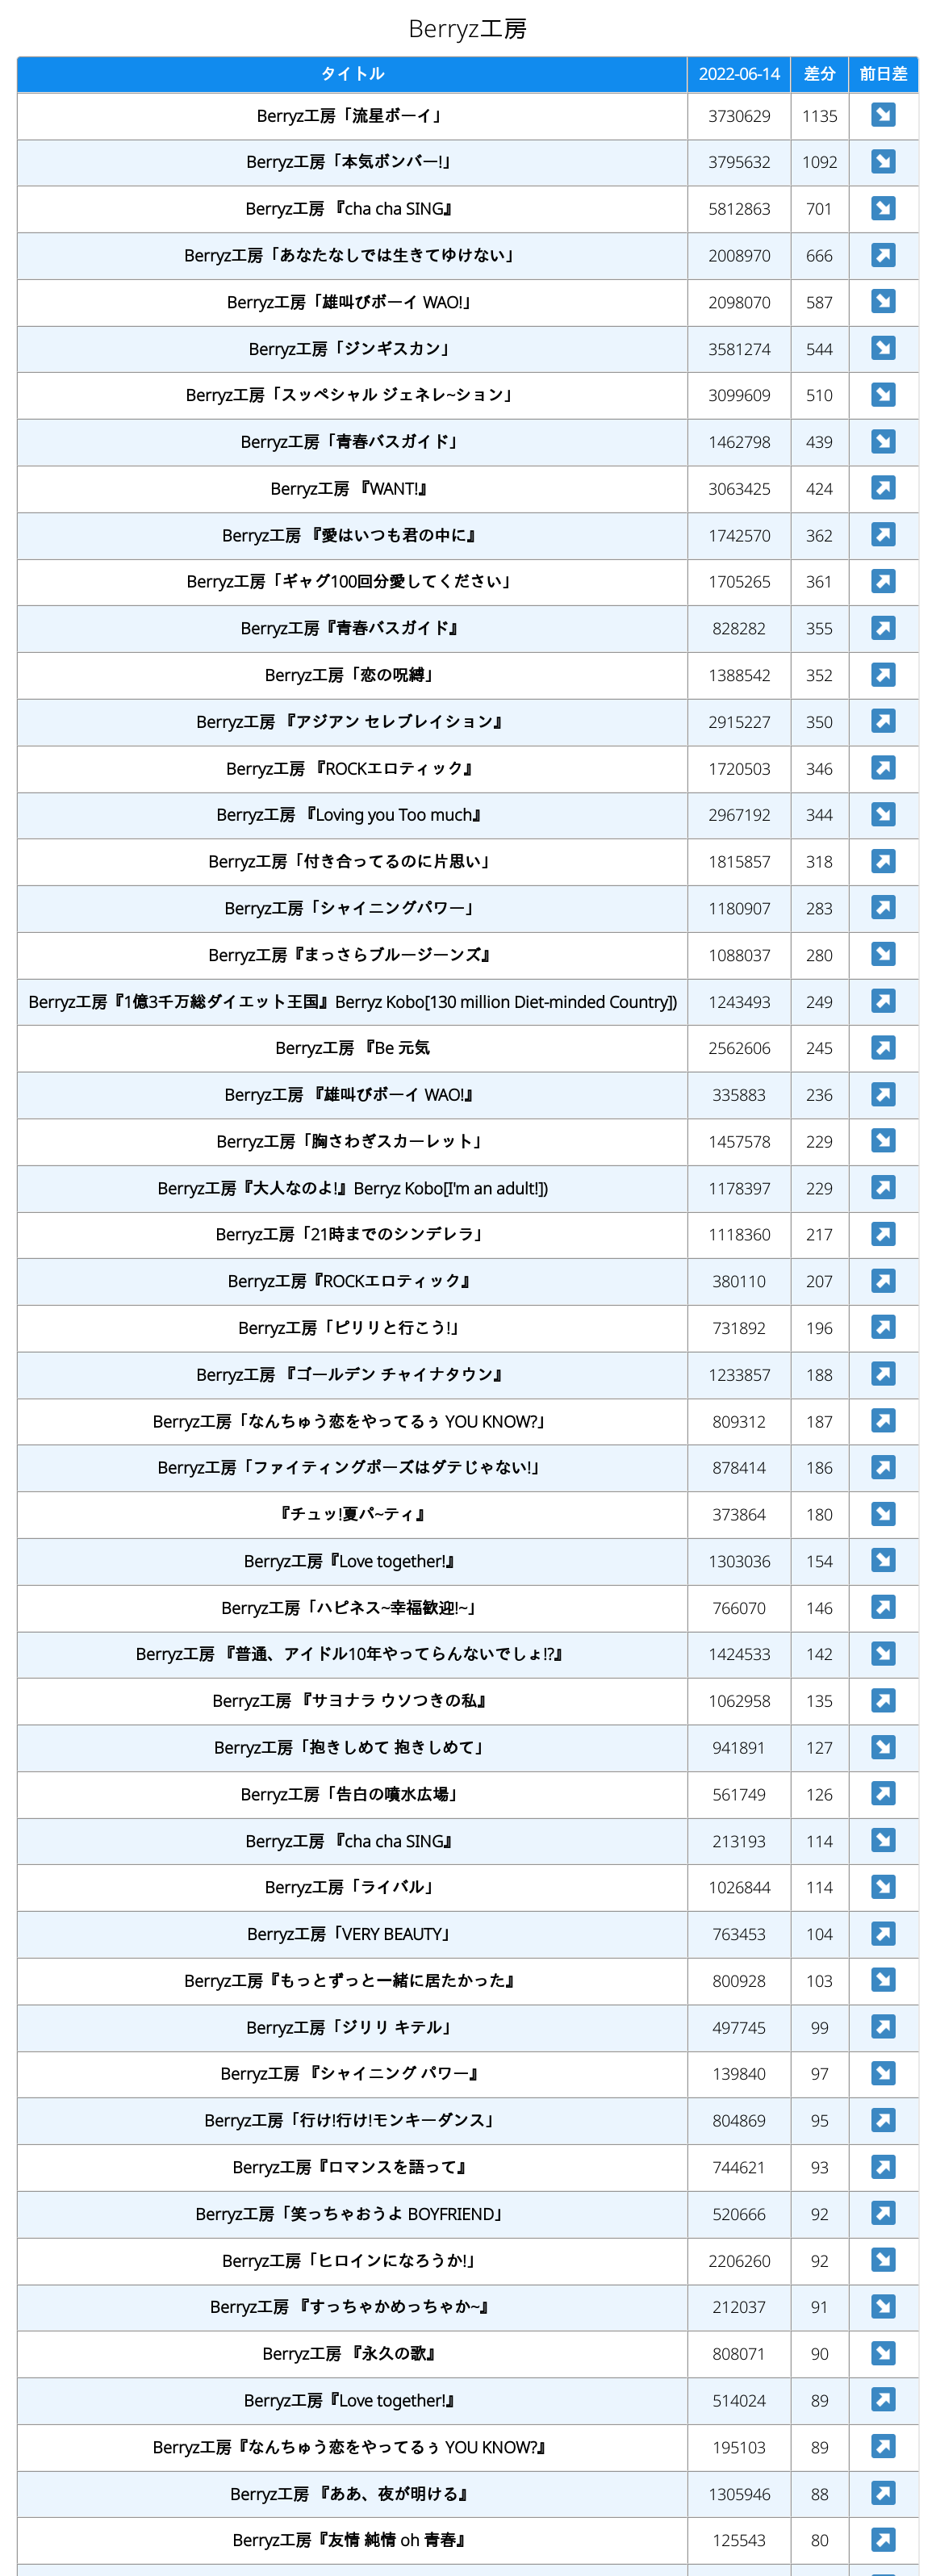 Berryz工房
タイトル 2022-06-14 差分 前日差
Berryz工房「流星ボーイ」 3730629 1135 ↘
Berryz工房「本気ボンバー!」 3795632 1092 ↘
Berryz工房 『cha cha SING』 5812863 701 ↘
Berryz工房「あなたなしでは生きてゆけない」 2008970 666 ↗
Berryz工房「雄叫びボーイ WAO!」 2098070 587 ↘
Berryz工房「ジンギスカン」 3581274 544 ↘
Berryz工房「スッペシャル ジェネレ~ション」 3099609 510 ↘
Berryz工房「青春バスガイド」 1462798 439 ↘
Berryz工房 『WANT!』 3063425 424 ↗
Berryz工房 『愛はいつも君の中に』 1742570 362 ↗
Berryz工房「ギャグ100回分愛してください」 1705265 361 ↗
Berryz工房『青春バスガイド』 828282 355 ↗
Berryz工房「恋の呪縛」 1388542 352 ↗
Berryz工房 『アジアン セレブレイション』 2915227 350 ↗
Berryz工房 『ROCKエロティック』 1720503 346 ↗
Berryz工房 『Loving you Too much』 2967192 344 ↘
Berryz工房「付き合ってるのに片思い」 1815857 318 ↗
Berryz工房「シャイニングパワー」 1180907 283 ↗
Berryz工房『まっさらブルージーンズ』 1088037 280 ↘
Berryz工房『1億3千万総ダイエット王国』Berryz Kobo[130 million Diet-minded Country]) 1243493 249 ↗
Berryz工房 『Be 元気 2562606 245 ↗
Berryz工房 『雄叫びボーイ WAO!』 335883 236 ↗
Berryz工房「胸さわぎスカーレット」 1457578 229 ↘
Berryz工房『大人なのよ!』Berryz Kobo[I'm an adult!]) 1178397 229 ↗
Berryz工房「21時までのシンデレラ」 1118360 217 ↗
Berryz工房『ROCKエロティック』 380110 207 ↗
Berryz工房「ピリリと行こう!」 731892 196 ↗
Berryz工房 『ゴールデン チャイナタウン』 1233857 188 ↗
Berryz工房「なんちゅう恋をやってるぅ YOU KNOW?」 809312 187 ↗
Berryz工房「ファイティングポーズはダテじゃない!」 878414 186 ↗
『チュッ!夏パ~ティ』 373864 180 ↘
Berryz工房『Love together!』 1303036 154 ↘
Berryz工房「ハピネス~幸福歓迎!~」 766070 146 ↗
Berryz工房 『普通、アイドル10年やってらんないでしょ!?』 1424533 142 ↘
Berryz工房 『サヨナラ ウソつきの私』 1062958 135 ↗
Berryz工房「抱きしめて 抱きしめて」 941891 127 ↘
Berryz工房「告白の噴水広場」 561749 126 ↗
Berryz工房 『cha cha SING』 213193 114 ↘
Berryz工房「ライバル」 1026844 114 ↘
Berryz工房「VERY BEAUTY」 763453 104 ↗
Berryz工房『もっとずっと一緒に居たかった』 800928 103 ↘
Berryz工房「ジリリ キテル」 497745 99 ↗
Berryz工房 『シャイニング パワー』 139840 97 ↘
Berryz工房「行け!行け!モンキーダンス」 804869 95 ↗
Berryz工房『ロマンスを語って』 744621 93 ↗
Berryz工房「笑っちゃおうよ BOYFRIEND」 520666 92 ↗
Berryz工房「ヒロインになろうか!」 2206260 92 ↘
Berryz工房 『すっちゃかめっちゃか~』 212037 91 ↘
Berryz工房 『永久の歌』 808071 90 ↘
Berryz工房『Love together!』 514024 89 ↗
Berryz工房『なんちゅう恋をやってるぅ YOU KNOW?』 195103 89 ↗
Berryz工房 『ああ、夜が明ける』 1305946 88 ↗
Berryz工房『友情 純情 oh 青春』 125543 80 ↗